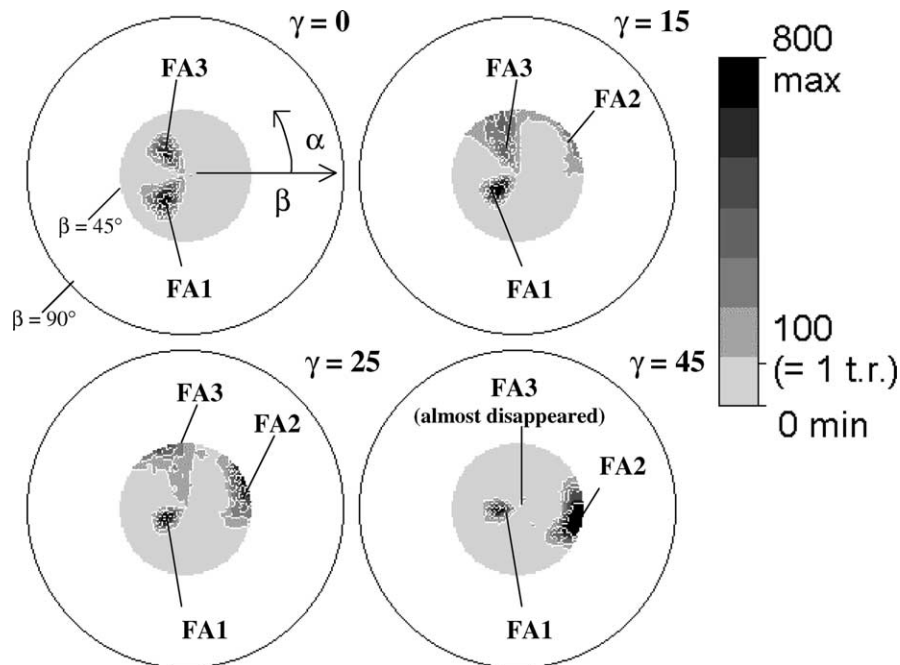 γ = 0
FA3
α
β
β = 45°
FA1
β = 90°
γ = 15
FA3
FA2
FA1
γ = 25
FA3
FA2
FA1
γ = 45
FA3
(almost disappeared)
FA2
FA1
800
max
100
(= 1 t.r.)
0 min